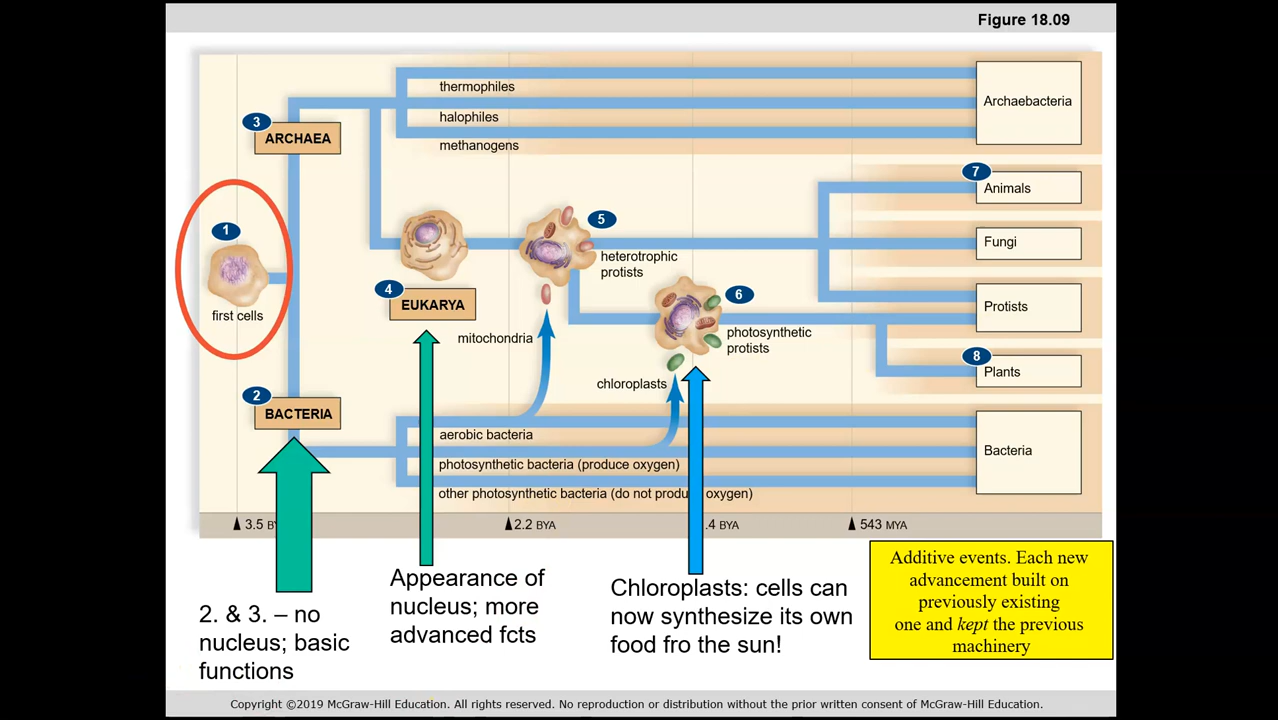 Figure 18.09
thermophiles
Archaebacteria
halophiles
3
ARCHAEA
methanogens
7
Animals
1
5
Fungi
heterotrophic
protists
4
EUKARYA
6
Protists
first cells
mitochondria
photosynthetic
protists
8
Plants
chloroplasts
2
BACTERIA
aerobic bacteria
Bacteria
photosynthetic bacteria (produce oxygen)
other photosynthetic bacteria (do not produ oxygen)
3.5
2.2 BYA
.4 BYA
543 MYA
2. & 3. – no
nucleus; basic
functions
Appearance of
nucleus; more
advanced fcts
Chloroplasts: cells can
now synthesize its own
food fro the sun!
Additive events. Each new
advancement built on
previously existing
one and kept the previous
machinery
Copyright ©2019 McGraw-Hill Education. All rights reserved. No reproduction or distribution without the prior written consent of McGraw-Hill Education.